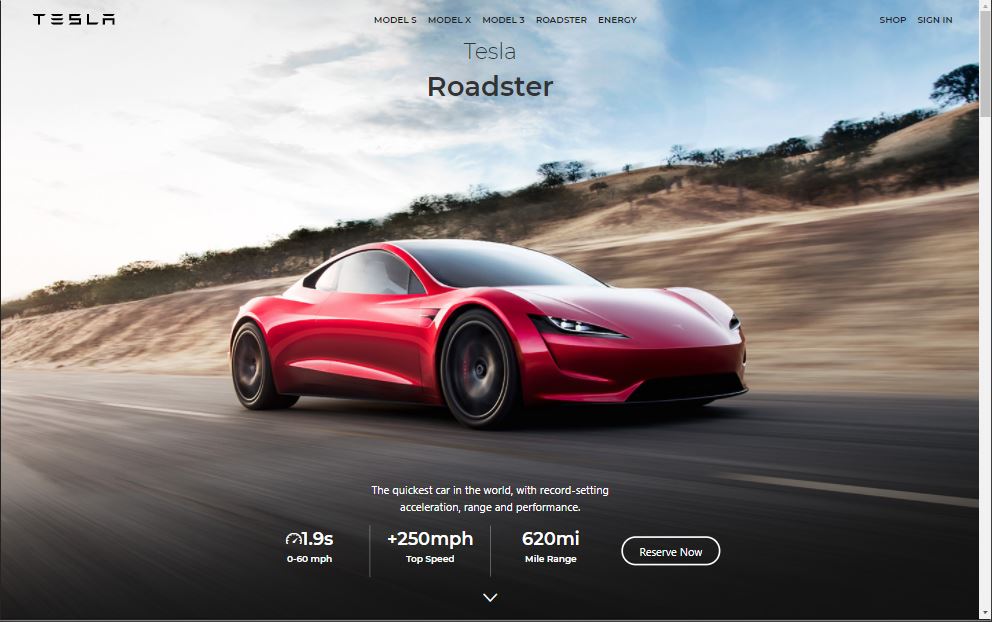 TESLA
MODEL S MODEL X MODEL 3 ROADSTER ENERGY
SHOP SIGN IN
Tesla
Roadster
The quickest car in the world, with record-setting
acceleration, range and performance.
1.9s
0-60 mph
+250mph
Top Speed
620mi
Mile Range
Reserve Now